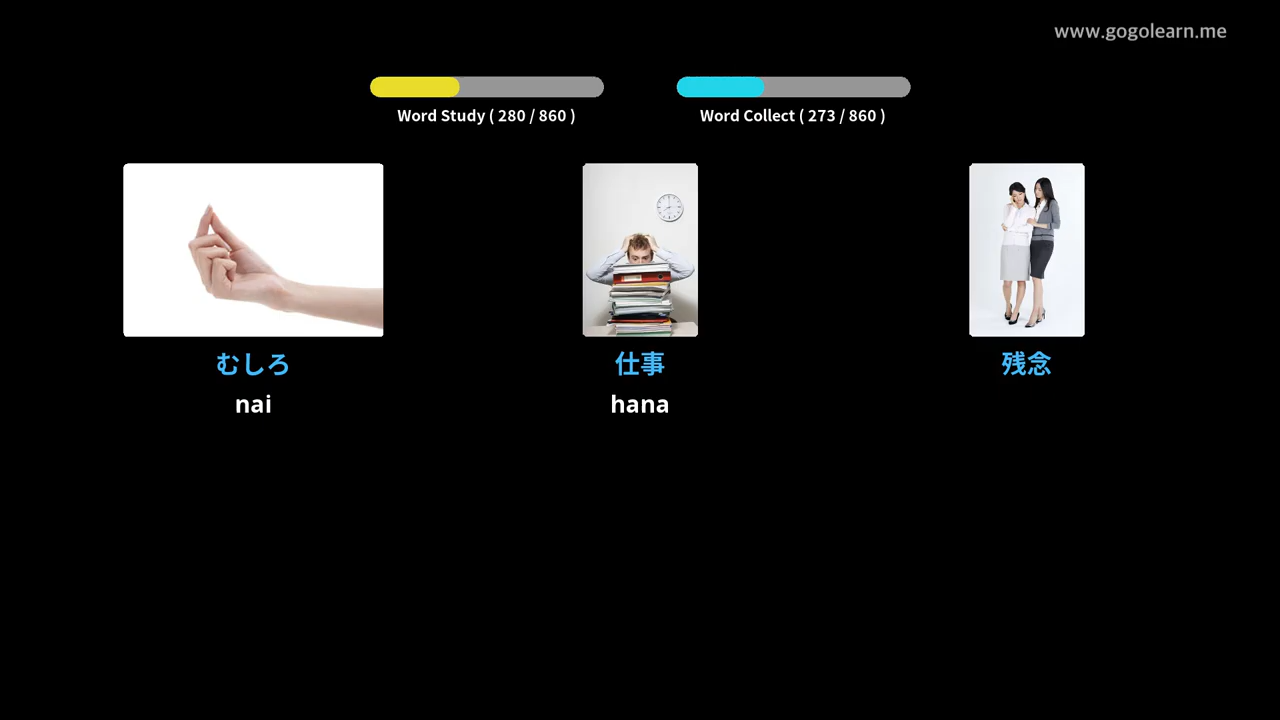 www.gogolearn.me
Word Study ( 280 / 860 )
Word Collect ( 273 / 860 )
むしろ
nai
仕事
hana
残念